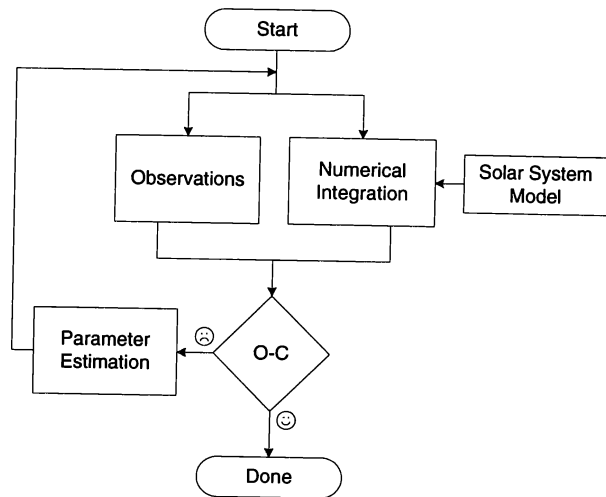 Start
Observations
Numerical
Integration
Solar System
Model
Parameter
Estimation
O-C
Done